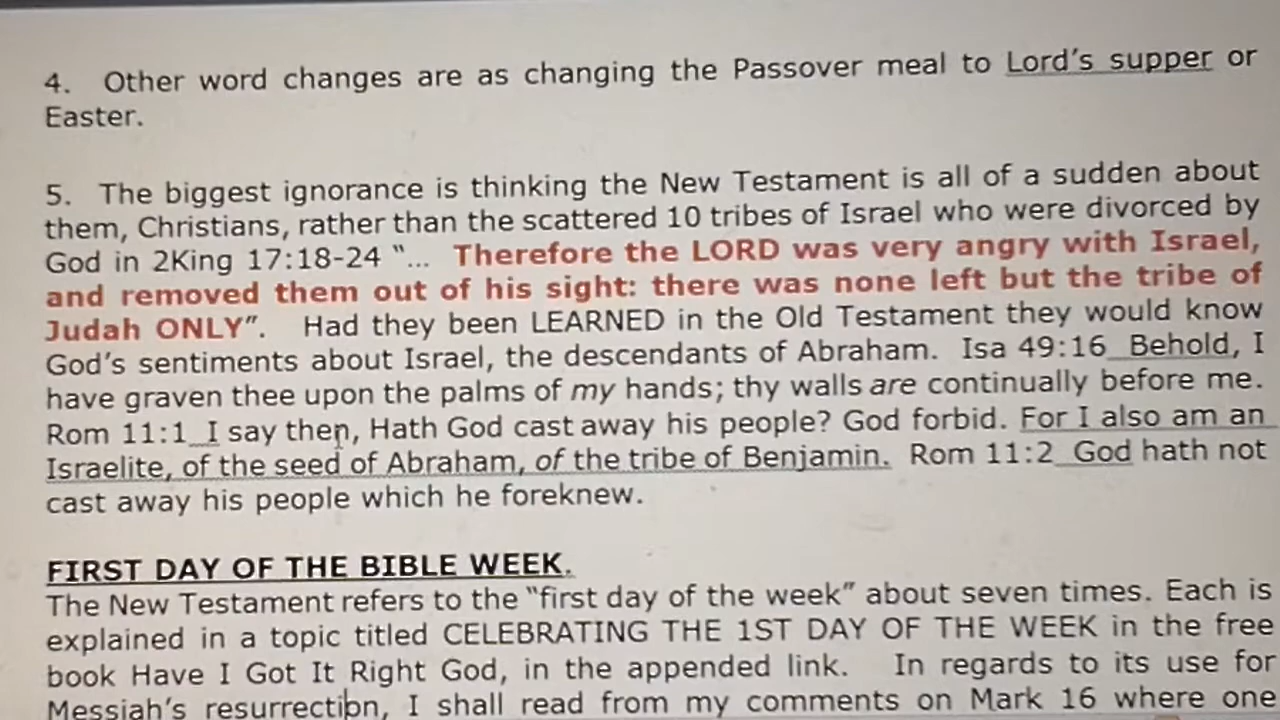 4. Other word changes are as changing the Passover meal to Lord's supper or
Easter.
5. The biggest ignorance is thinking the New Testament is all of a sudden about
them, Christians, rather than the scattered 10 tribes of Israel who were divorced by
God in 2King 17:18-24 "... Therefore the LORD was very angry with Israel,
and removed them out of his sight: there was none left but the tribe of
Judah ONLY". Had they been LEARNED in the Old Testament they would know
God's sentiments about Israel, the descendants of Abraham. Isa 49:16 Behold, I
have graven thee upon the palms of my hands; thy walls are continually before me.
Rom 11:1 I say then, Hath God cast away his people? God forbid. For I also am an
Israelite, of the seed of Abraham, of the tribe of Benjamin. Rom 11:2 God hath not
cast away his people which he foreknew.
FIRST DAY OF THE BIBLE WEEK.
The New Testament refers to the "first day of the week" about seven times. Each is
explained in a topic titled CELEBRATING THE 1ST DAY OF THE WEEK in the free
book Have I Got It Right God, in the appended link. In regards to its use for
Messiah's resurrection, I shall read from my comments on Mark 16 where one